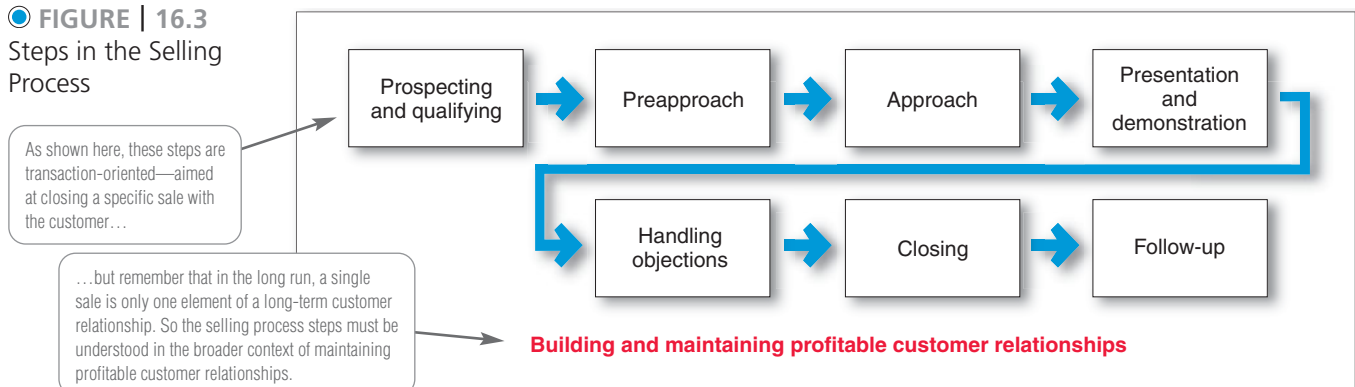 FIGURE | 16.3
Steps in the Selling
Process
As shown here, these steps are
transaction-oriented—aimed
at closing a specific sale with
the customer…
…but remember that in the long run, a single
sale is only one element of a long-term customer
relationship. So the selling process steps must be
understood in the broader context of maintaining
profitable customer relationships.
Prospecting
and qualifying
Preapproach
Approach
Presentation
and
demonstration
Handling
objections
Closing
Follow-up
Building and maintaining profitable customer relationships